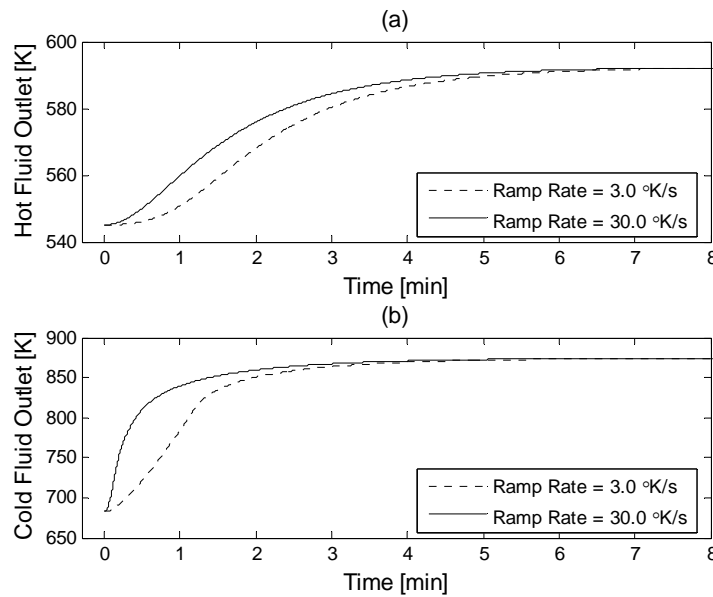 (a)
Hot Fluid Outlet [K]
600
580
560
540
Ramp Rate = 3.0 °K/s
Ramp Rate = 30.0 °K/s
0 1 2 3 4 5 6 7 8
Time [min]
(b)
Cold Fluid Outlet [K]
900
850
800
750
700
650
Ramp Rate = 3.0 °K/s
Ramp Rate = 30.0 °K/s
0 1 2 3 4 5 6 7 8
Time [min]